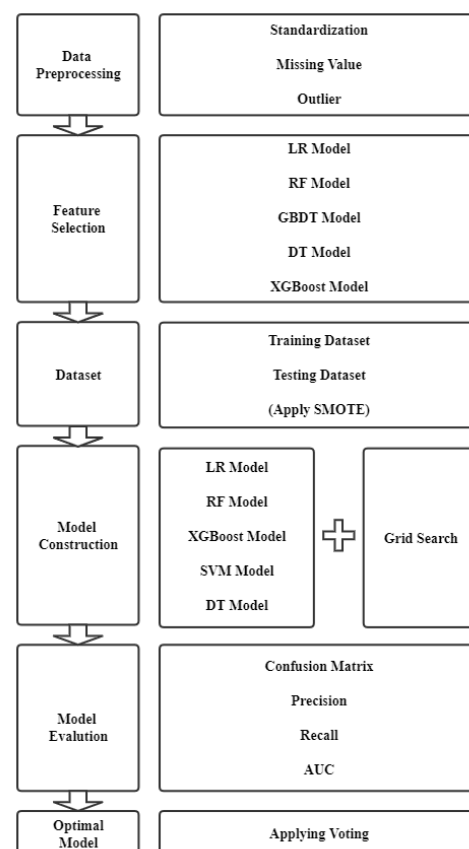 Data
Preprocessing
Standardization
Missing Value
Outlier
Feature
Selection
LR Model
RF Model
GBDT Model
DT Model
XGBoost Model
Dataset
Training Dataset
Testing Dataset
(Apply SMOTE)
Model
Construction
LR Model
RF Model
XGBoost Model
SVM Model
DT Model
Grid Search
Model
Evalution
Confusion Matrix
Precision
Recall
AUC
Optimal
Model
Applying Voting